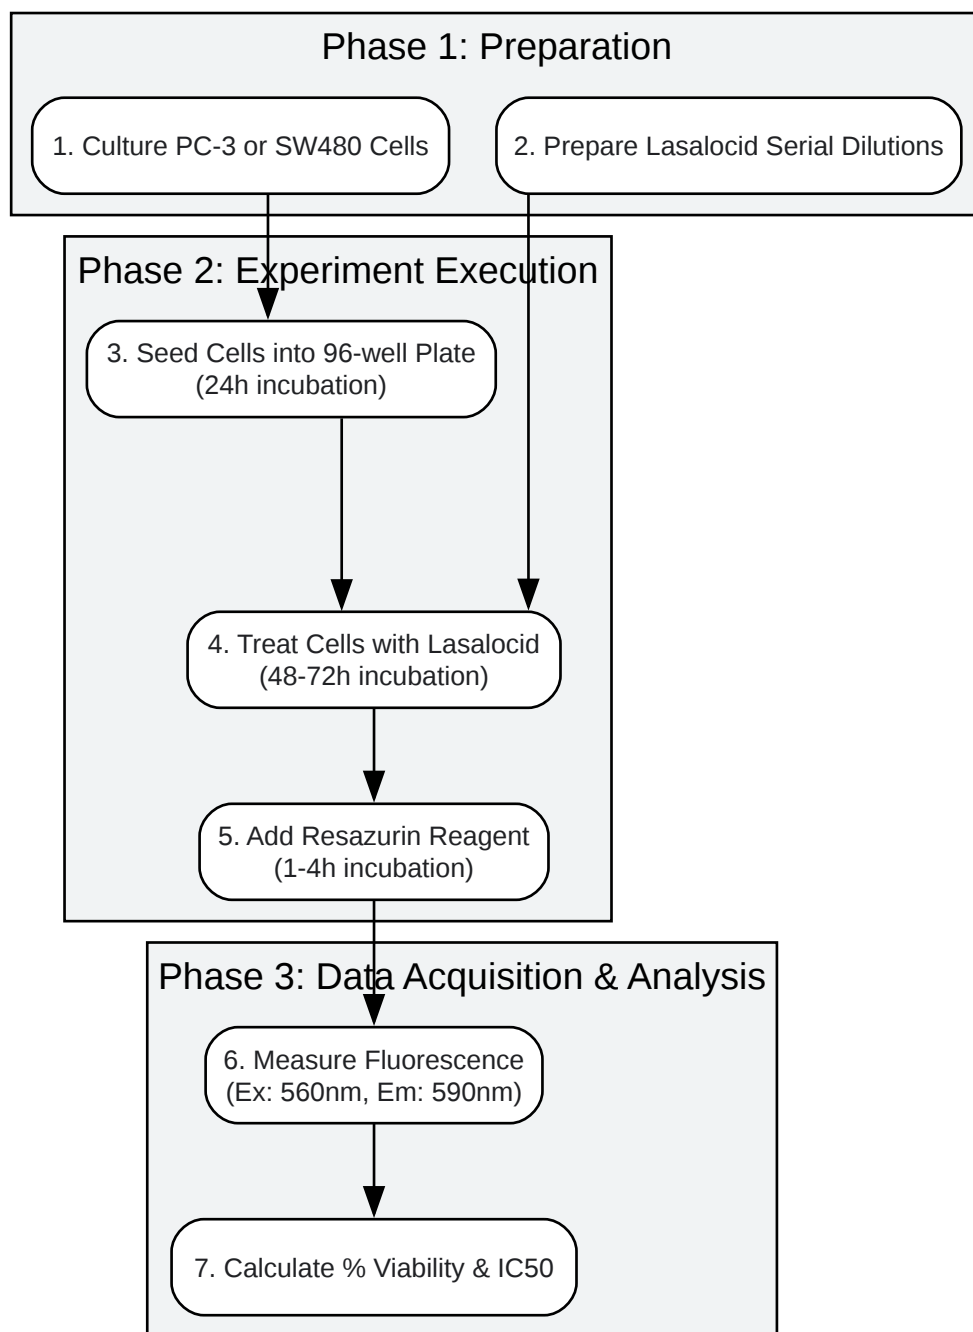 Phase 1: Preparation
1. Culture PC-3 or SW480 Cells
2. Prepare Lasalocid Serial Dilutions
Phase 2: Experiment Execution
3. Seed Cells into 96-well Plate
(24h incubation)
4. Treat Cells with Lasalocid
(48-72h incubation)
5. Add Resazurin Reagent
(1-4h incubation)
Phase 3: Data Acquisition & Analysis
6. Measure Fluorescence
(Ex: 560nm, Em: 590nm)
7. Calculate % Viability & IC50